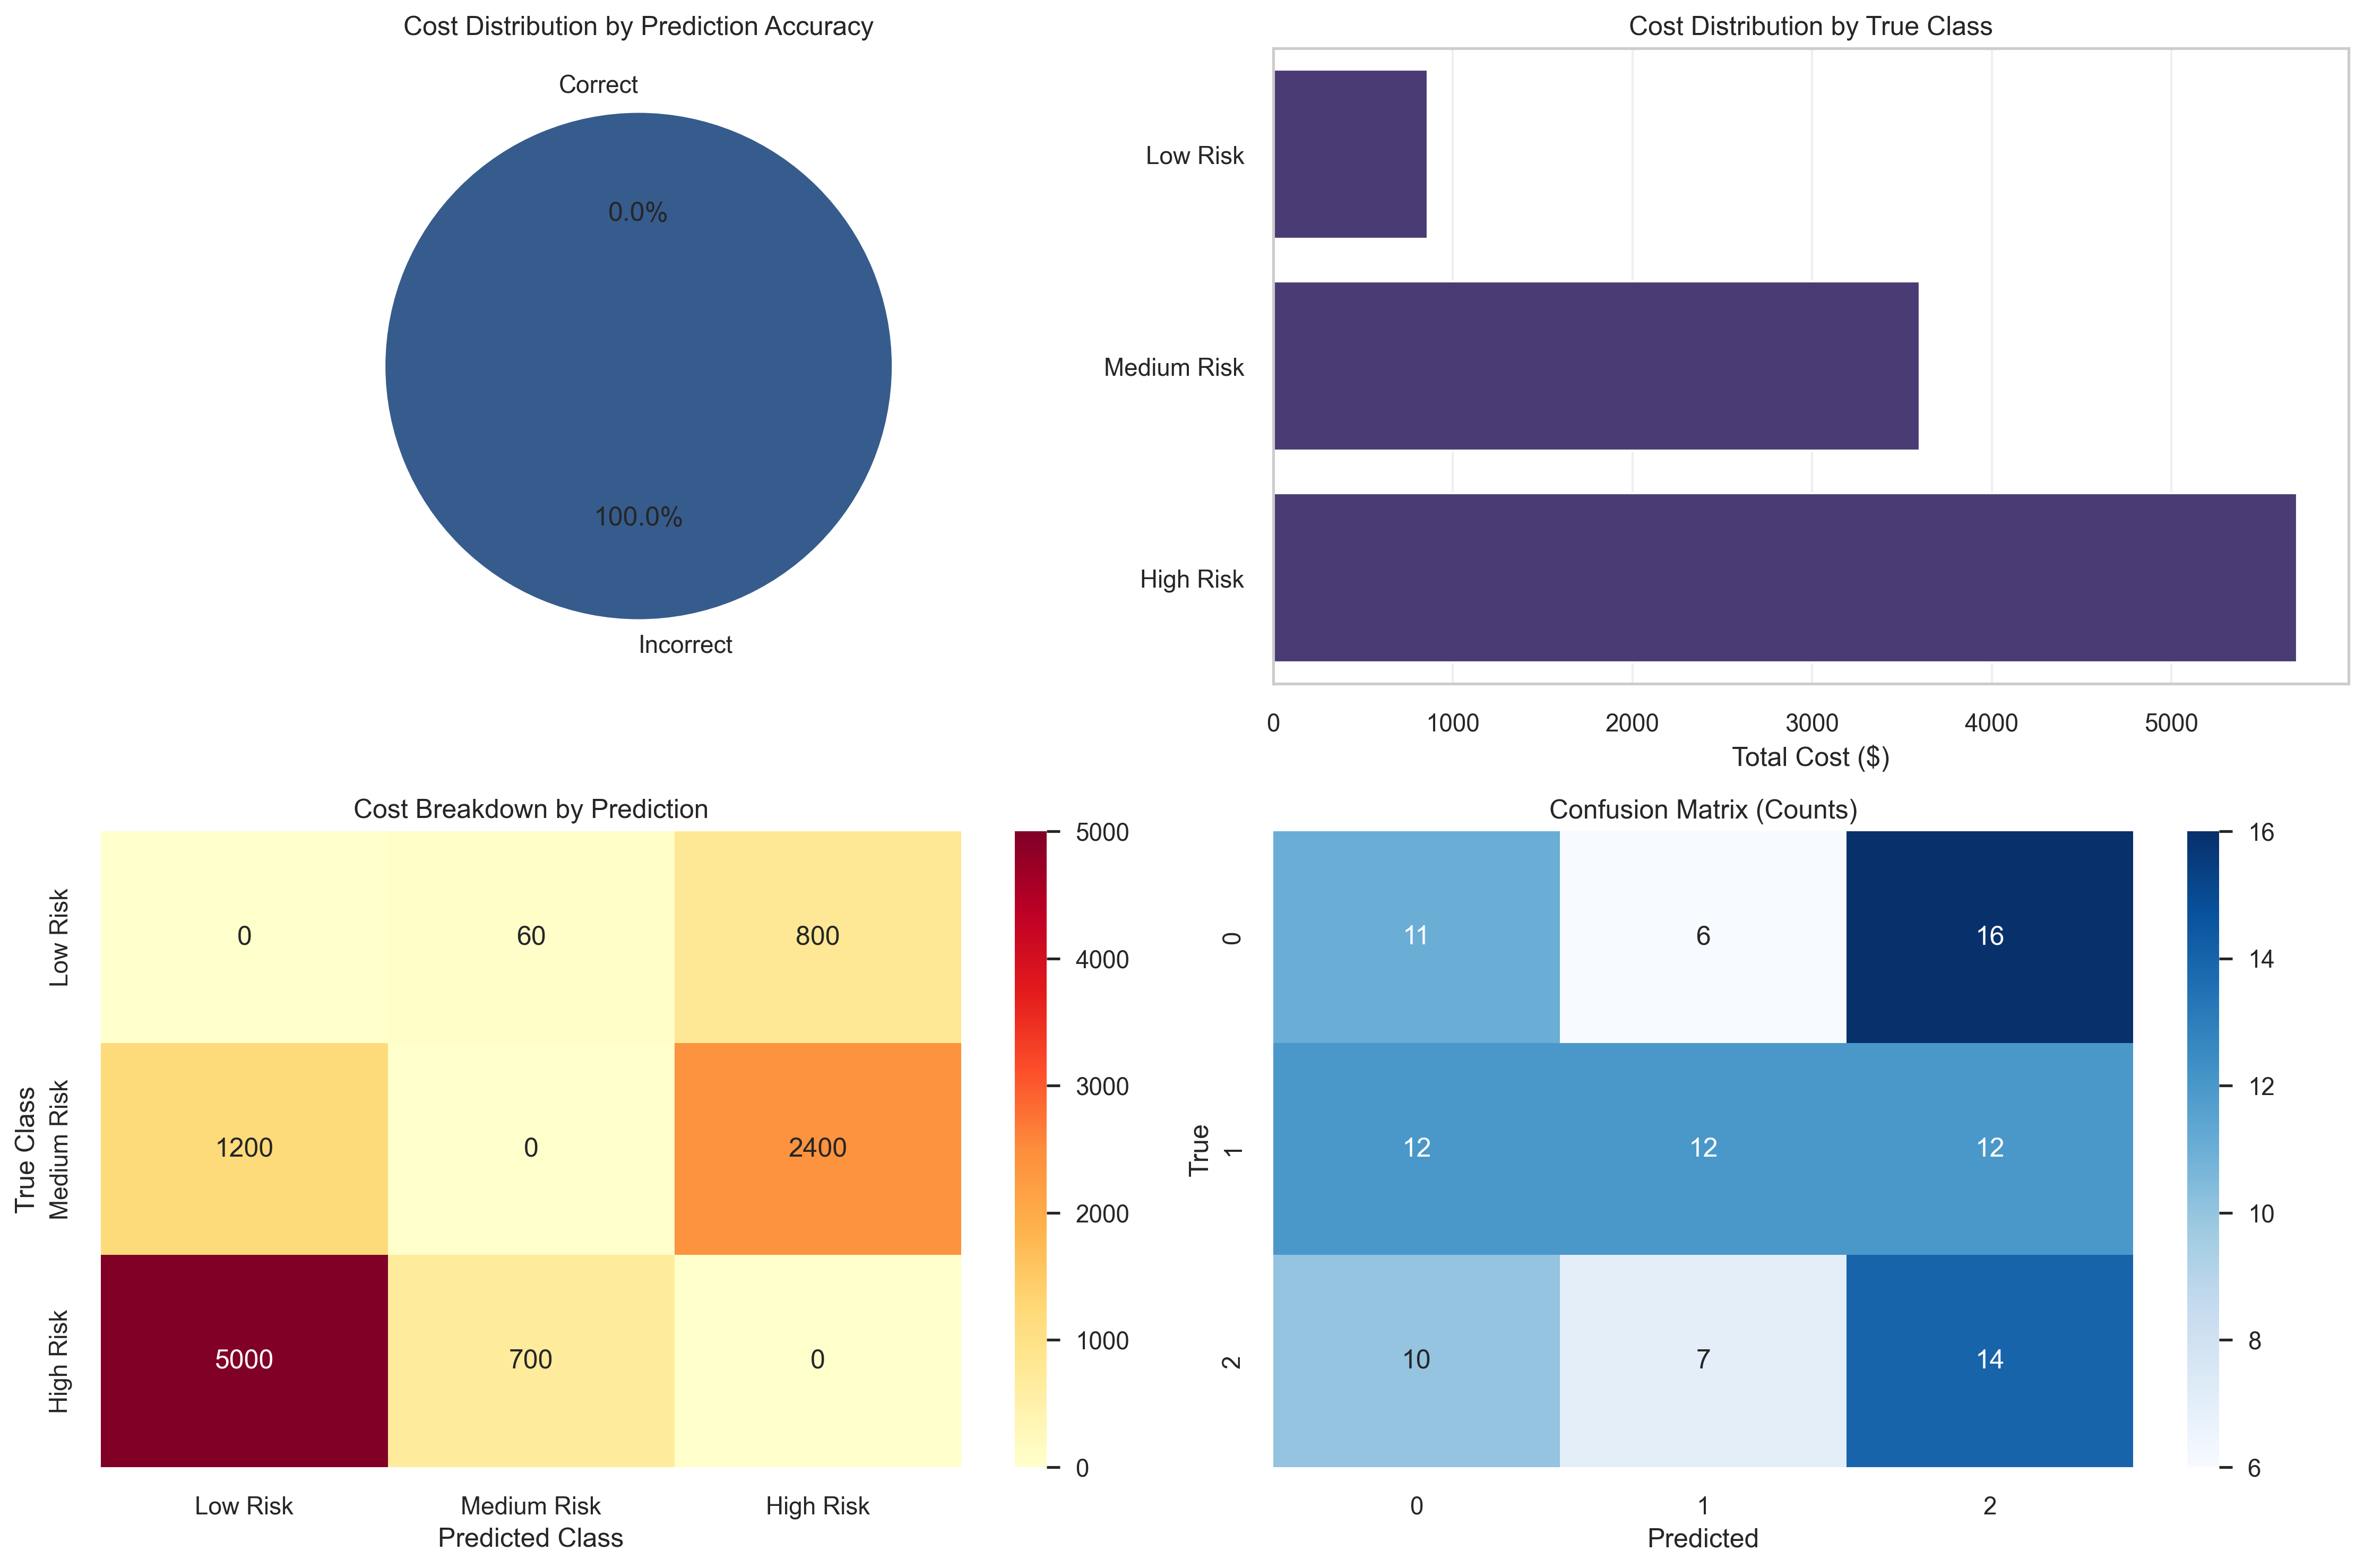 Cost Distribution by Prediction Accuracy
Correct
0.0%
100.0%
Incorrect
Cost Distribution by True Class
Low Risk
Medium Risk
High Risk
0 1000 2000 3000 4000 5000
Total Cost ($)
Cost Breakdown by Prediction
True Class
Low Risk
Medium Risk
High Risk
0 60 800
1200 0 2400
5000 700 0
Low Risk Medium Risk High Risk
Predicted Class
5000
4000
3000
2000
1000
0
Confusion Matrix (Counts)
True
0
1
2
11 6 16
12 12 12
10 7 14
0 1 2
Predicted
16
14
12
10
8
6